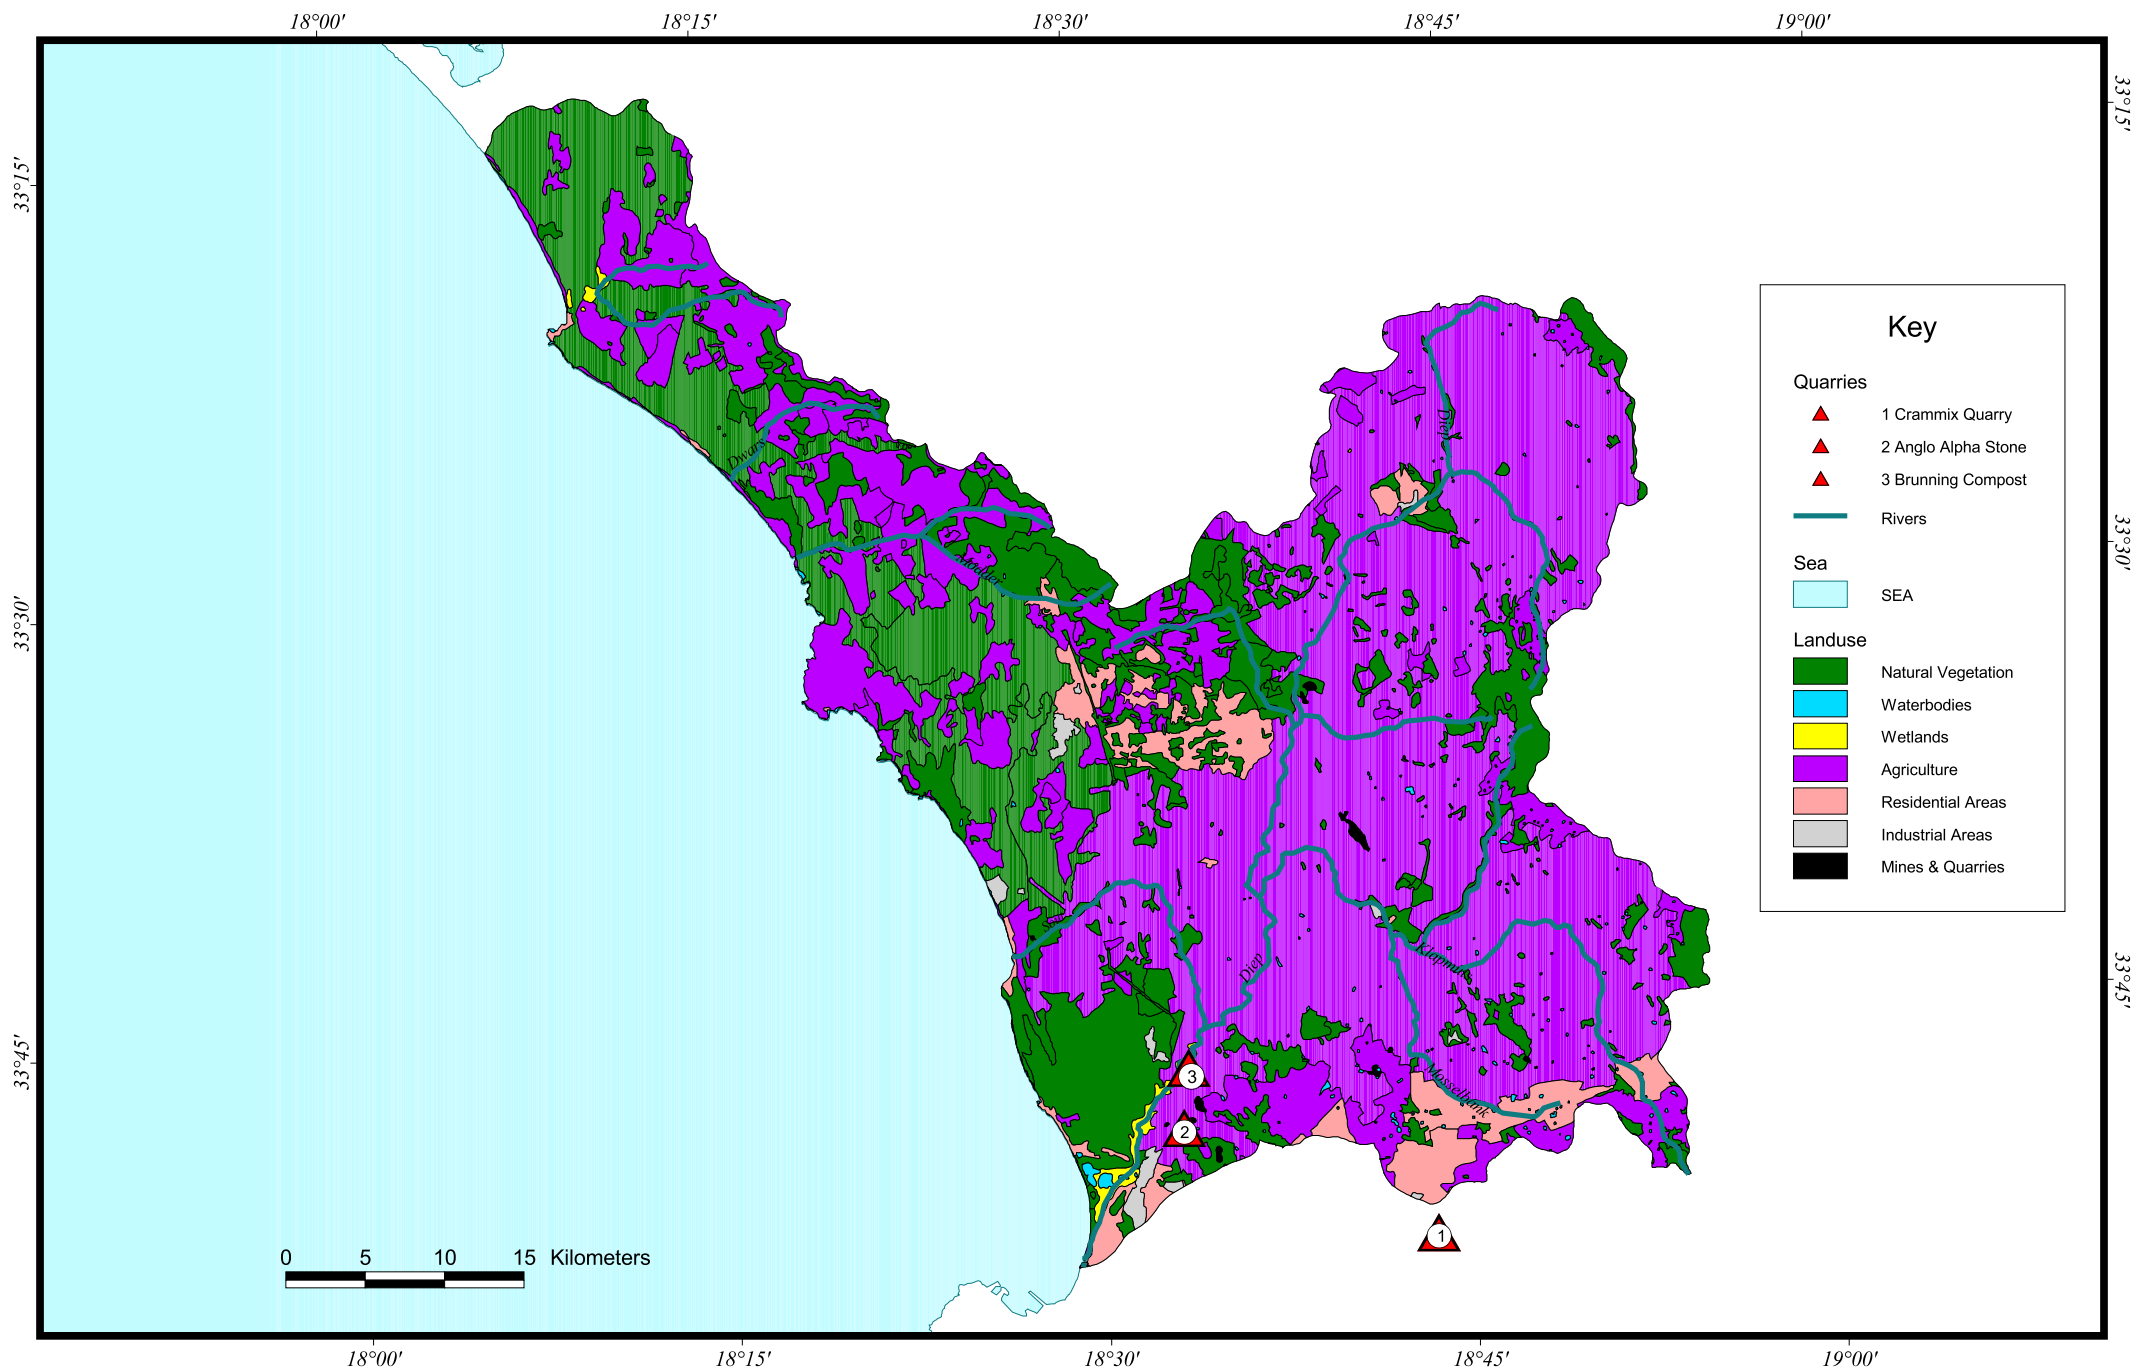 18°00' 18°15' 18°30' 18°45' 19°00'
33°15'
33°15'
Key
Quarries
1 Crammix Quarry
2 Anglo Alpha Stone
3 Brunning Compost
Rivers
Sea
SEA
Landuse
Natural Vegetation
Waterbodies
Wetlands
Agriculture
Residential Areas
Industrial Areas
Mines & Quarries
Diep
Dwars
33°30'
Modder
33°30'
Diep
Klapmuts
33°45'
33°45'
Mosselbank
3
2
1
0 5 10 15 Kilometers
18°00' 18°15' 18°30' 18°45' 19°00'